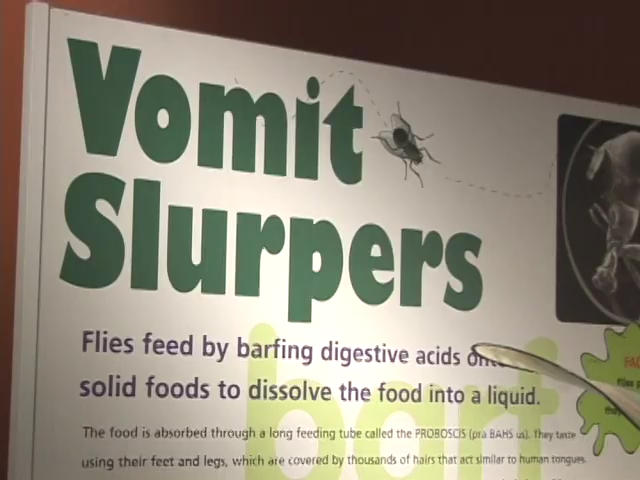 Vomit
Slurpers
Flies feed by barfing digestive acids
solid foods to dissolve the food into a liquid.
barf
The food is absorbed through a long feeding tube called the PROBOSCIS (pra BAHS us). They taste
using their feet and legs, which are covered by thousands of hairs that act similar to human tongues.